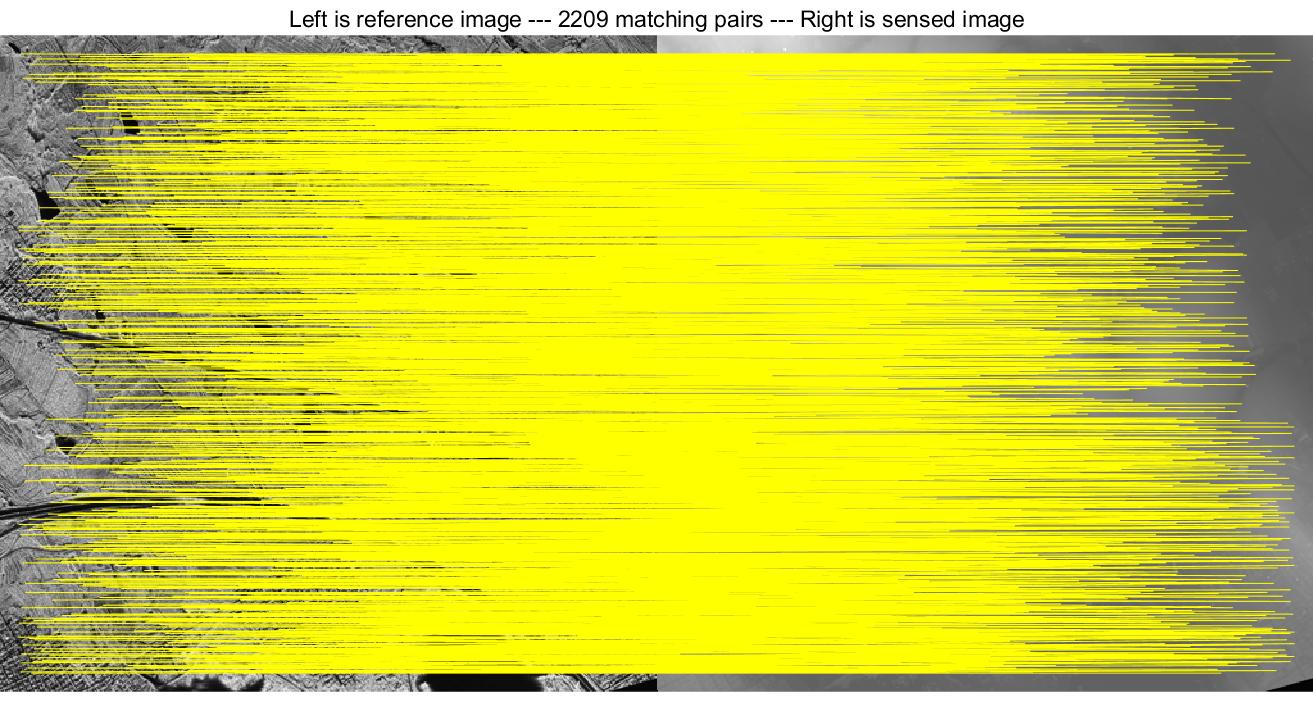 Left is reference image --- 2209 matching pairs --- Right is sensed image